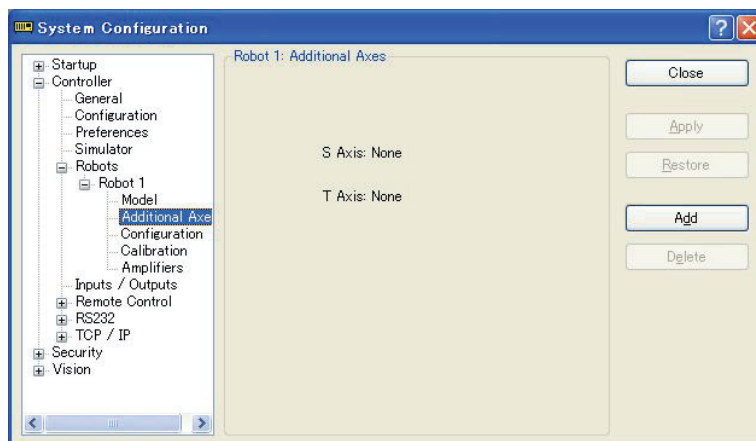 System Configuration
Startup
Controller
General
Configuration
Preferences
Simulator
Robots
Robot 1
Model
Additional Axe
Configuration
Calibration
Amplifiers
Inputs / Outputs
Remote Control
RS232
TCP / IP
Security
Vision
Robot 1: Additional Axes
S Axis: None
T Axis: None
Close
Apply
Restore
Add
Delete